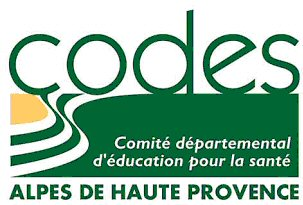 codes
Comité départemental
d'éducation pour la santé
ALPES DE HAUTE PROVENCE